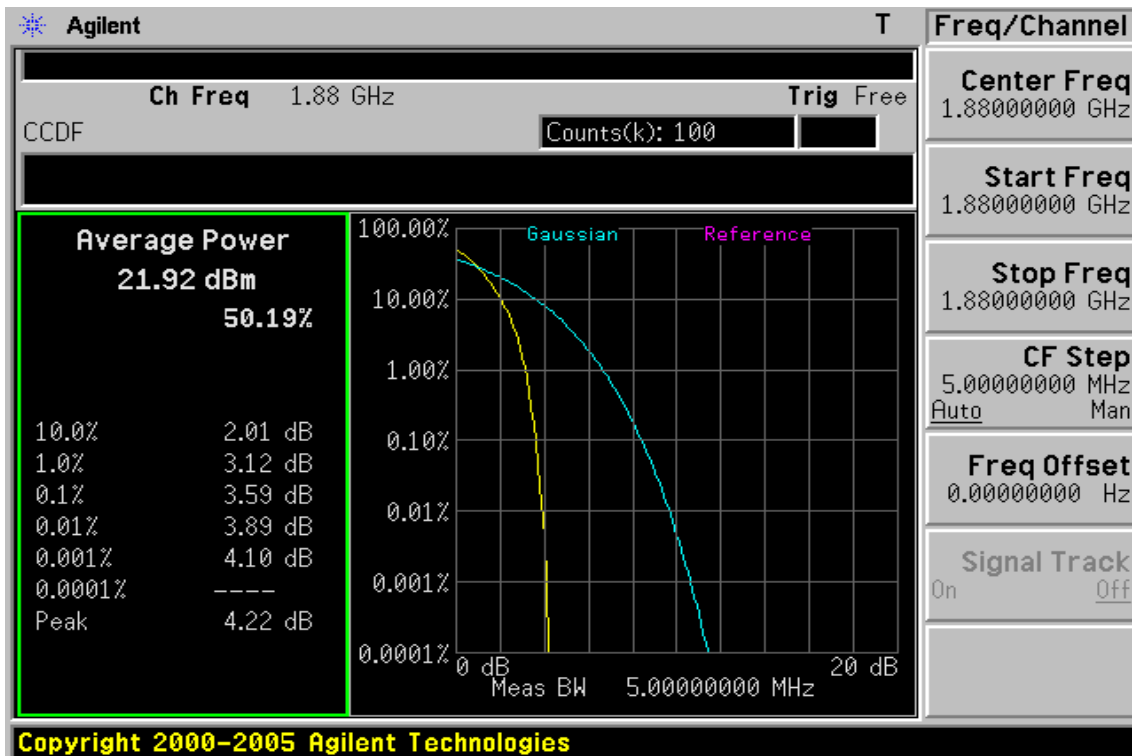 Agilent T
Ch Freq 1.88 GHz Trig Free
CCDF Counts(k): 100
Average Power
21.92 dBm
50.19%
10.0% 2.01 dB
1.0% 3.12 dB
0.1% 3.59 dB
0.01% 3.89 dB
0.001% 4.10 dB
0.0001% ----
Peak 4.22 dB
Gaussian Reference
100.00%
10.00%
1.00%
0.10%
0.01%
0.001%
0.0001%
0 dB 20 dB
Meas BW 5.00000000 MHz
Freq/Channel
Center Freq
1.88000000 GHz
Start Freq
1.88000000 GHz
Stop Freq
1.88000000 GHz
CF Step
5.00000000 MHz
Auto Man
Freq Offset
0.00000000 Hz
Signal Track
On Off
Copyright 2000-2005 Agilent Technologies